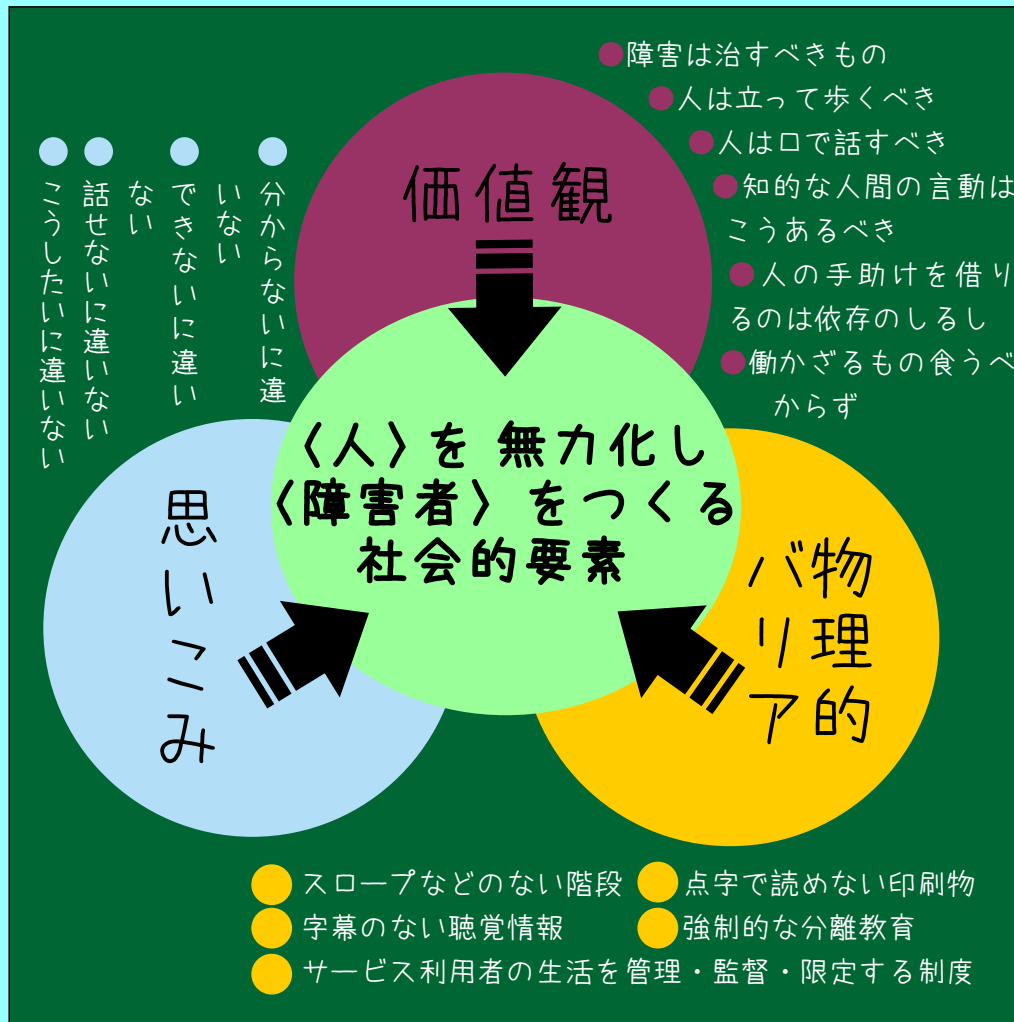 価値観
●障害は治すべきもの
●人は立って歩くべき
●人は口で話すべき
●知的な人間の言動は
こうあるべき
●人の手助けを借り
るのは依存のしるし
●働かざるもの食うべ
からず
●分からないに違
いない
●できないに違い
ない
●話せないに違いない
●こうしたいに違いない
〈人〉を 無力化し
〈障害者〉をつくる
社会的要素
思いこみ
物理的
バリア
●スロープなどのない階段
●点字で読めない印刷物
●字幕のない聴覚情報
●強制的な分離教育
●サービス利用者の生活を管理・監督・限定する制度